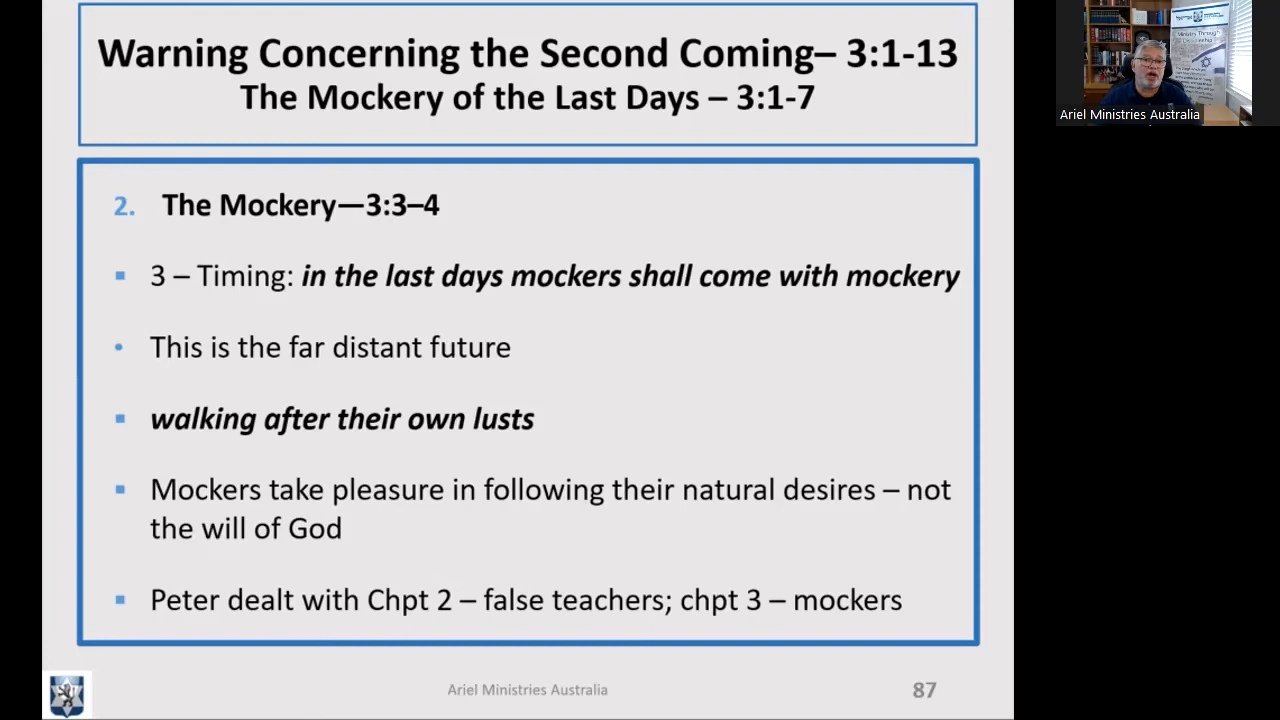 Warning Concerning the Second Coming– 3:1-13
The Mockery of the Last Days – 3:1-7
2. The Mockery—3:3–4
▪ 3 – Timing: in the last days mockers shall come with mockery
• This is the far distant future
▪ walking after their own lusts
▪ Mockers take pleasure in following their natural desires – not
the will of God
▪ Peter dealt with Chpt 2 – false teachers; chpt 3 – mockers
Ariel Ministries Australia
87
Ministry Through
Ariel Ministries Australia